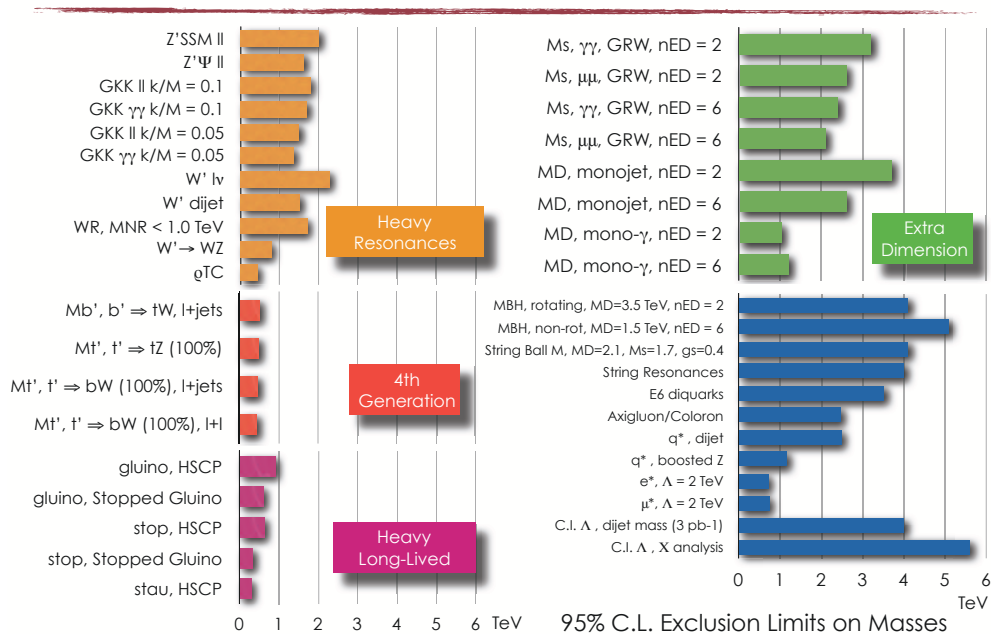 Z'SSM ll
Z'Ψ ll
GKK ll k/M = 0.1
GKK γγ k/M = 0.1
GKK ll k/M = 0.05
GKK γγ k/M = 0.05
W' lν
W' dijet
WR, MNR < 1.0 TeV
W'→ WZ
ϱTC
Heavy
Resonances
Mb', b' ⇒ tW, l+jets
Mt', t' ⇒ tZ (100%)
Mt', t' ⇒ bW (100%), l+jets
Mt', t' ⇒ bW (100%), l+l
4th
Generation
gluino, HSCP
gluino, Stopped Gluino
stop, HSCP
stop, Stopped Gluino
stau, HSCP
Heavy
Long-Lived
0 1 2 3 4 5 6 TeV
Ms, γγ, GRW, nED = 2
Ms, μμ, GRW, nED = 2
Ms, γγ, GRW, nED = 6
Ms, μμ, GRW, nED = 6
MD, monojet, nED = 2
MD, monojet, nED = 6
MD, mono-γ, nED = 2
MD, mono-γ, nED = 6
Extra
Dimension
MBH, rotating, MD=3.5 TeV, nED = 2
MBH, non-rot, MD=1.5 TeV, nED = 6
String Ball M, MD=2.1, Ms=1.7, gs=0.4
String Resonances
E6 diquarks
Axigluon/Coloron
q* , dijet
q* , boosted Z
e*, Λ = 2 TeV
μ*, Λ = 2 TeV
C.I. Λ , dijet mass (3 pb-1)
C.I. Λ , X analysis
0 1 2 3 4 5 6
TeV
95% C.L. Exclusion Limits on Masses